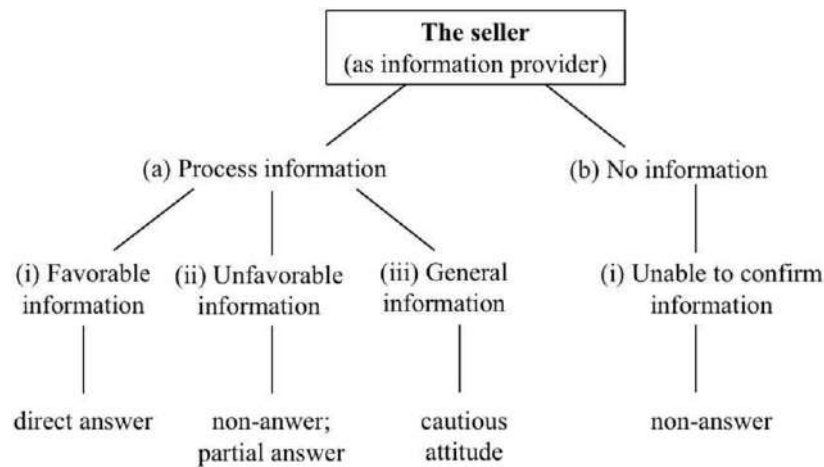 The seller
(as information provider)
(a) Process information
(b) No information
(i) Favorable
information
(ii) Unfavorable
information
(iii) General
information
(i) Unable to confirm
information
direct answer
non-anwer;
partial answer
cautious
attitude
non-answer